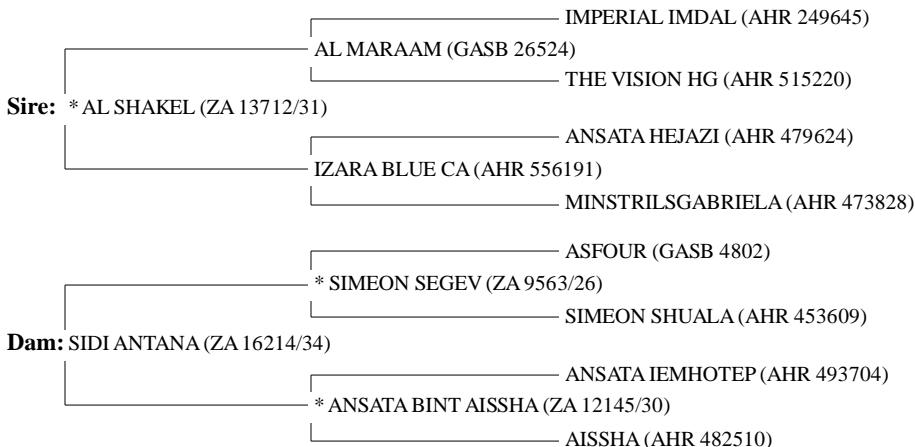 IMPERIAL IMDAL (AHR 249645)
AL MARAAM (GASB 26524)
THE VISION HG (AHR 515220)
Sire: * AL SHAKEL (ZA 13712/31)
ANSATA HEJAZI (AHR 479624)
IZARA BLUE CA (AHR 556191)
MINSTRILSGABRIELA (AHR 473828)
ASFOUR (GASB 4802)
* SIMEON SEGEV (ZA 9563/26)
SIMEON SHUALA (AHR 453609)
Dam: SIDI ANTANA (ZA 16214/34)
ANSATA IEMHOTEP (AHR 493704)
* ANSATA BINT AISSHA (ZA 12145/30)
AISSHA (AHR 482510)